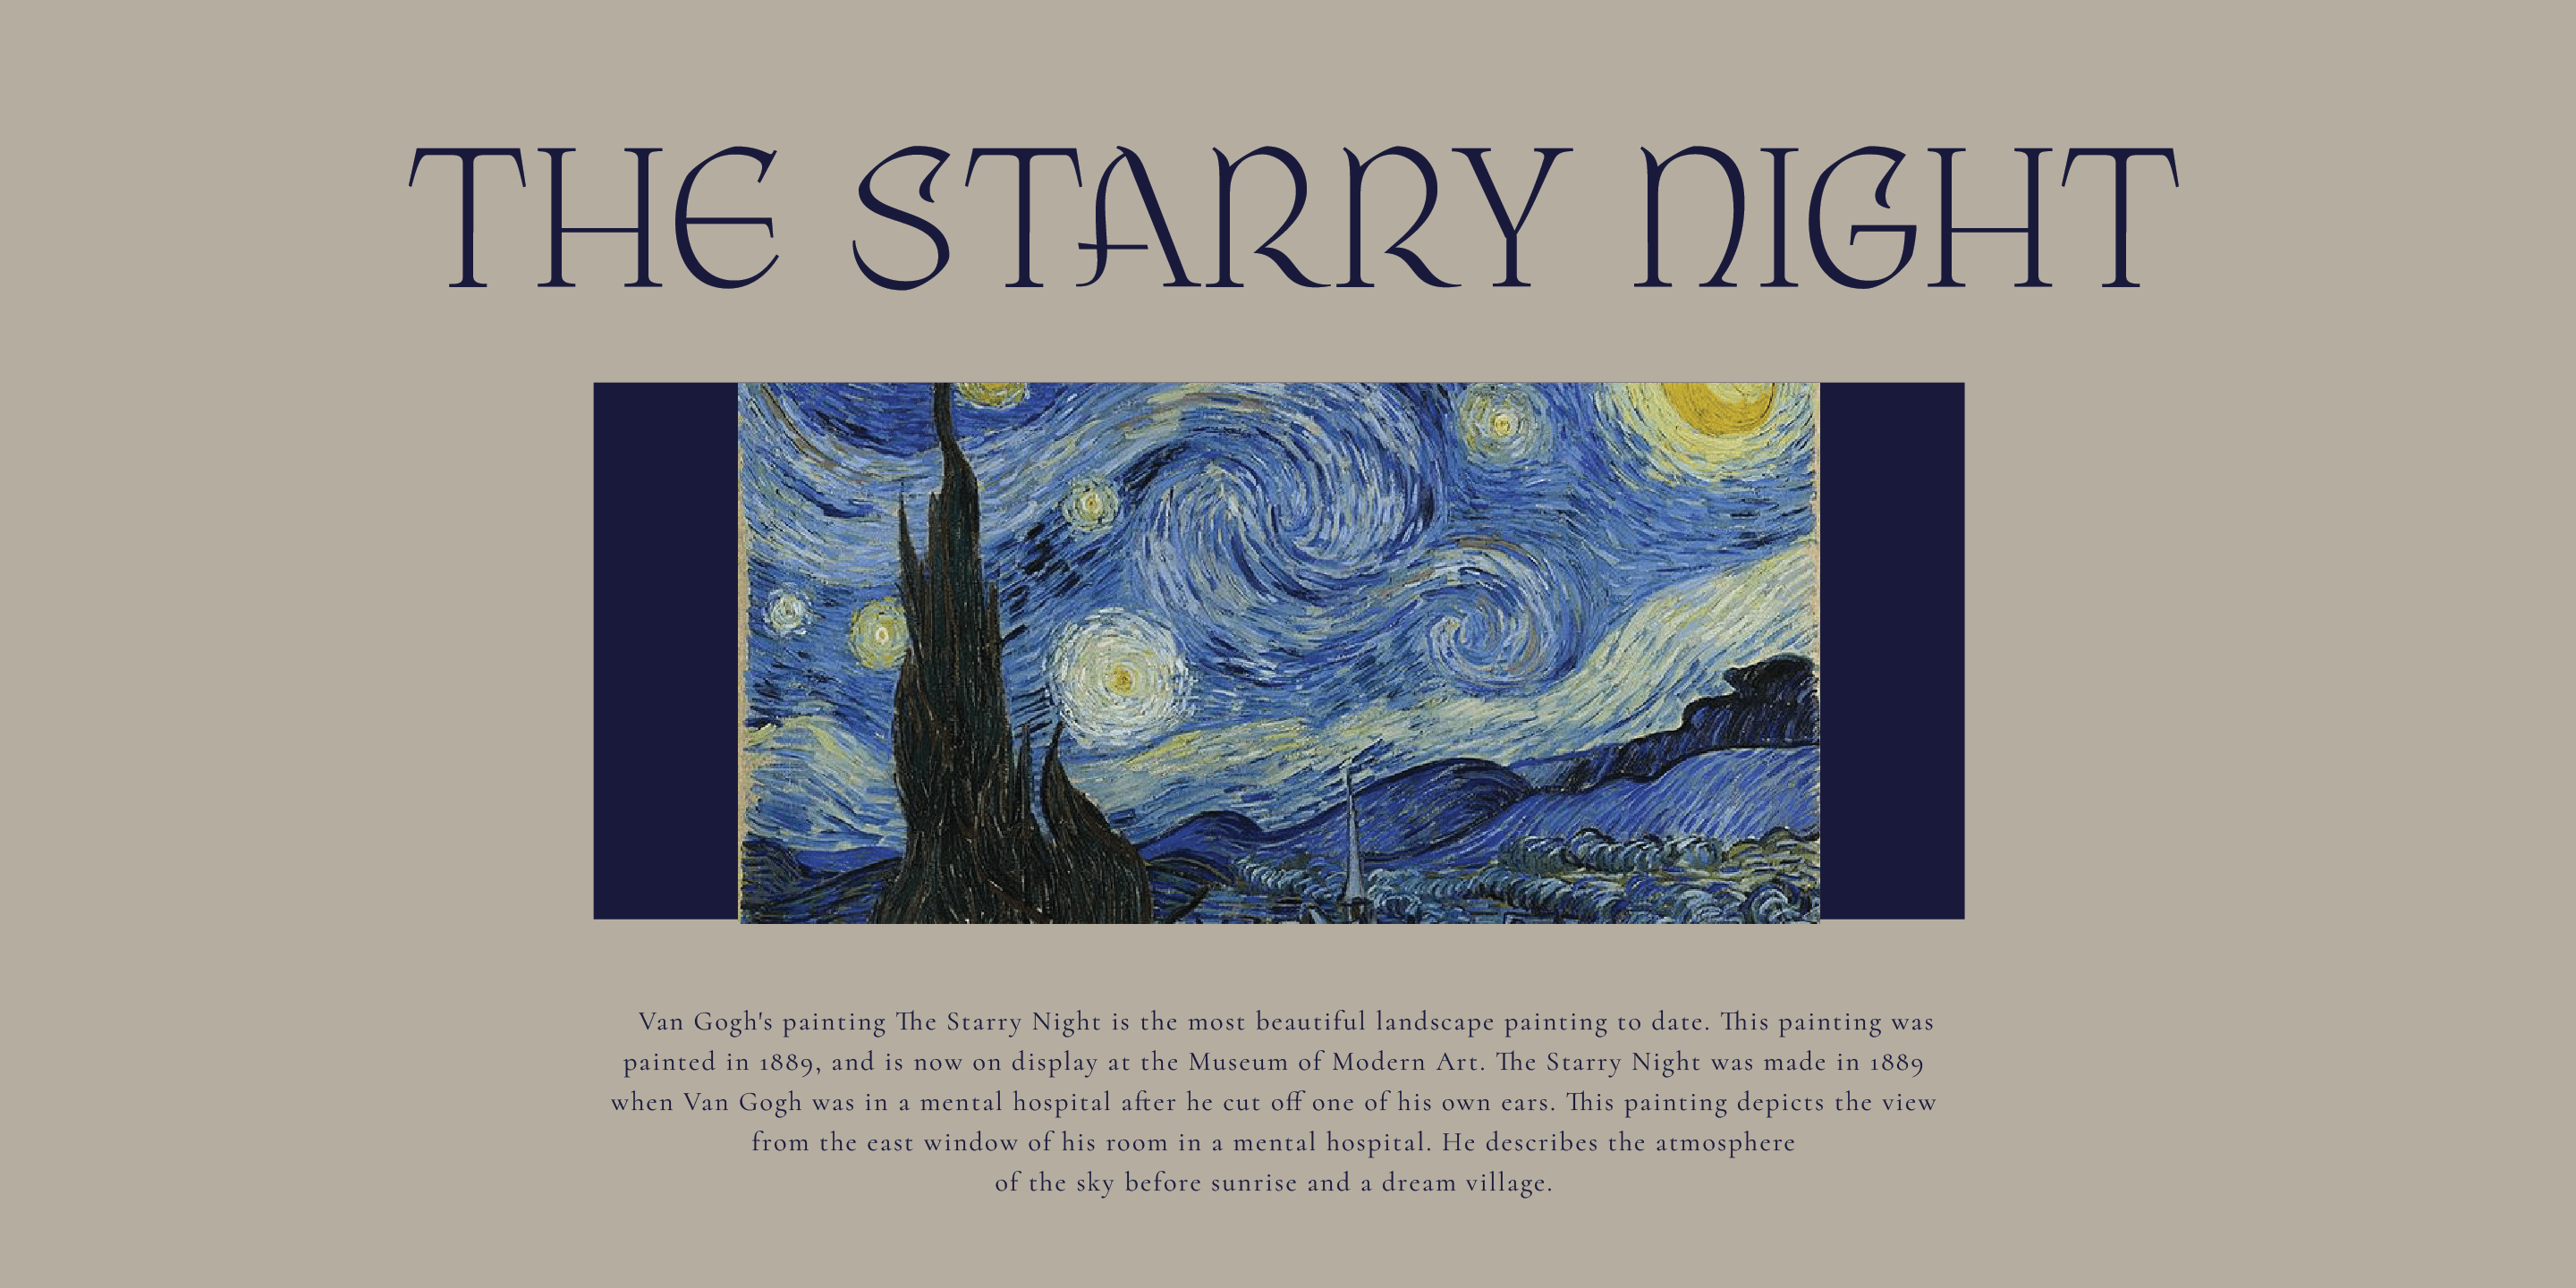 THE STARRY NIGHT
Van Gogh's painting The Starry Night is the most beautiful landscape painting to date. This painting was
painted in 1889, and is now on display at the Museum of Modern Art. The Starry Night was made in 1889
when Van Gogh was in a mental hospital after he cut off one of his own ears. This painting depicts the view
from the east window of his room in a mental hospital. He describes the atmosphere
of the sky before sunrise and a dream village.